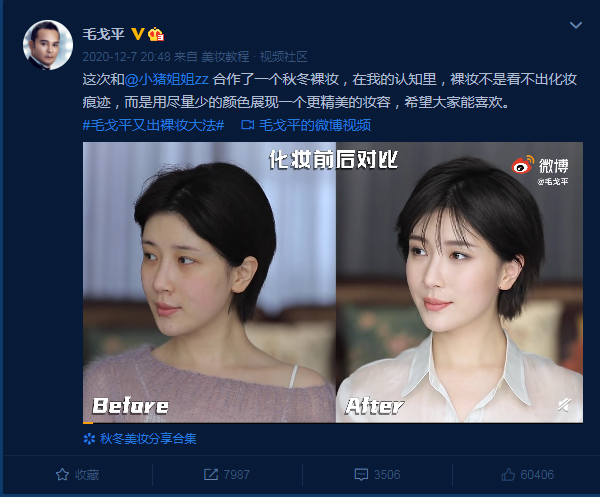 毛戈平
2020-12-7 20:48 来自 美妆教程 · 视频社区
这次和@小猪姐姐zz 合作了一个秋冬裸妆，在我的认知里，裸妆不是看不出化妆
痕迹，而是用尽量少的颜色展现一个更精美的妆容，希望大家能喜欢。
#毛戈平又出裸妆大法# 毛戈平的微博视频
化妆前后对比
微博
@毛戈平
Before
After
秋冬美妆分享合集
收藏
7987
3506
60406